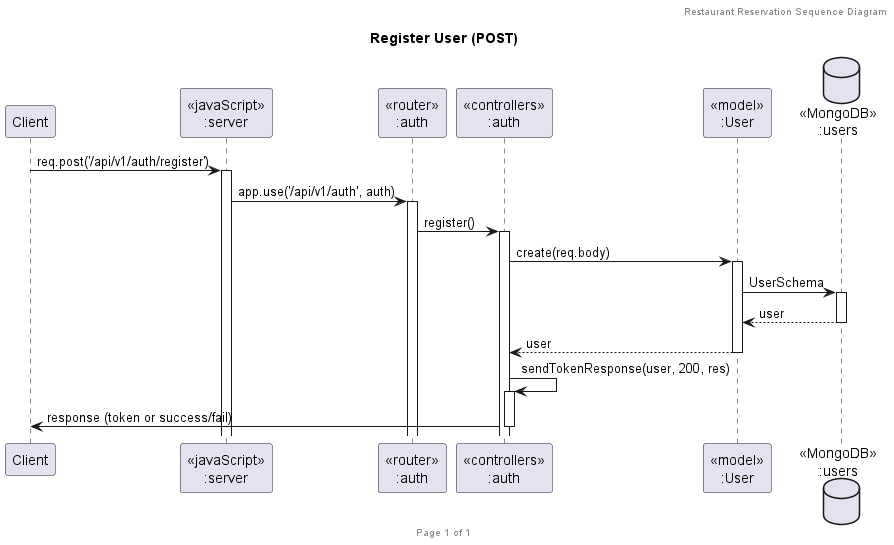 Restaurant Reservation Sequence Diagram
Register User (POST)
Client
«javaScript»
:server
«router»
:auth
«controllers»
:auth
«model»
:User
«MongoDB»
:users
req.post('/api/v1/auth/register')
app.use('/api/v1/auth', auth)
register()
create(req.body)
UserSchema
user
user
sendTokenResponse(user, 200, res)
response (token or success/fail)
Client
«javaScript»
:server
«router»
:auth
«controllers»
:auth
«model»
:User
«MongoDB»
:users
Page 1 of 1